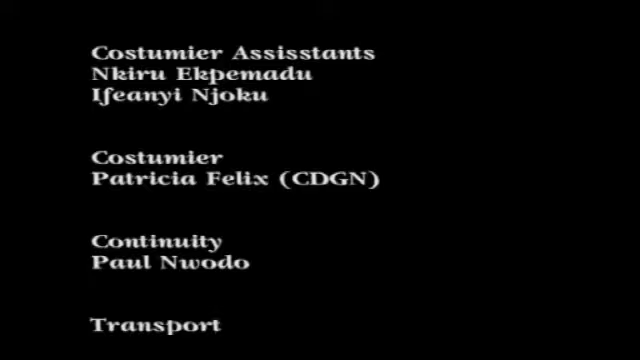 Costumier Assisstants
Nkiru Ekpemadu
Ifeanyi Njoku
Costumier
Patricia Felix (CDGN)
Continuity
Paul Nwodo
Transport